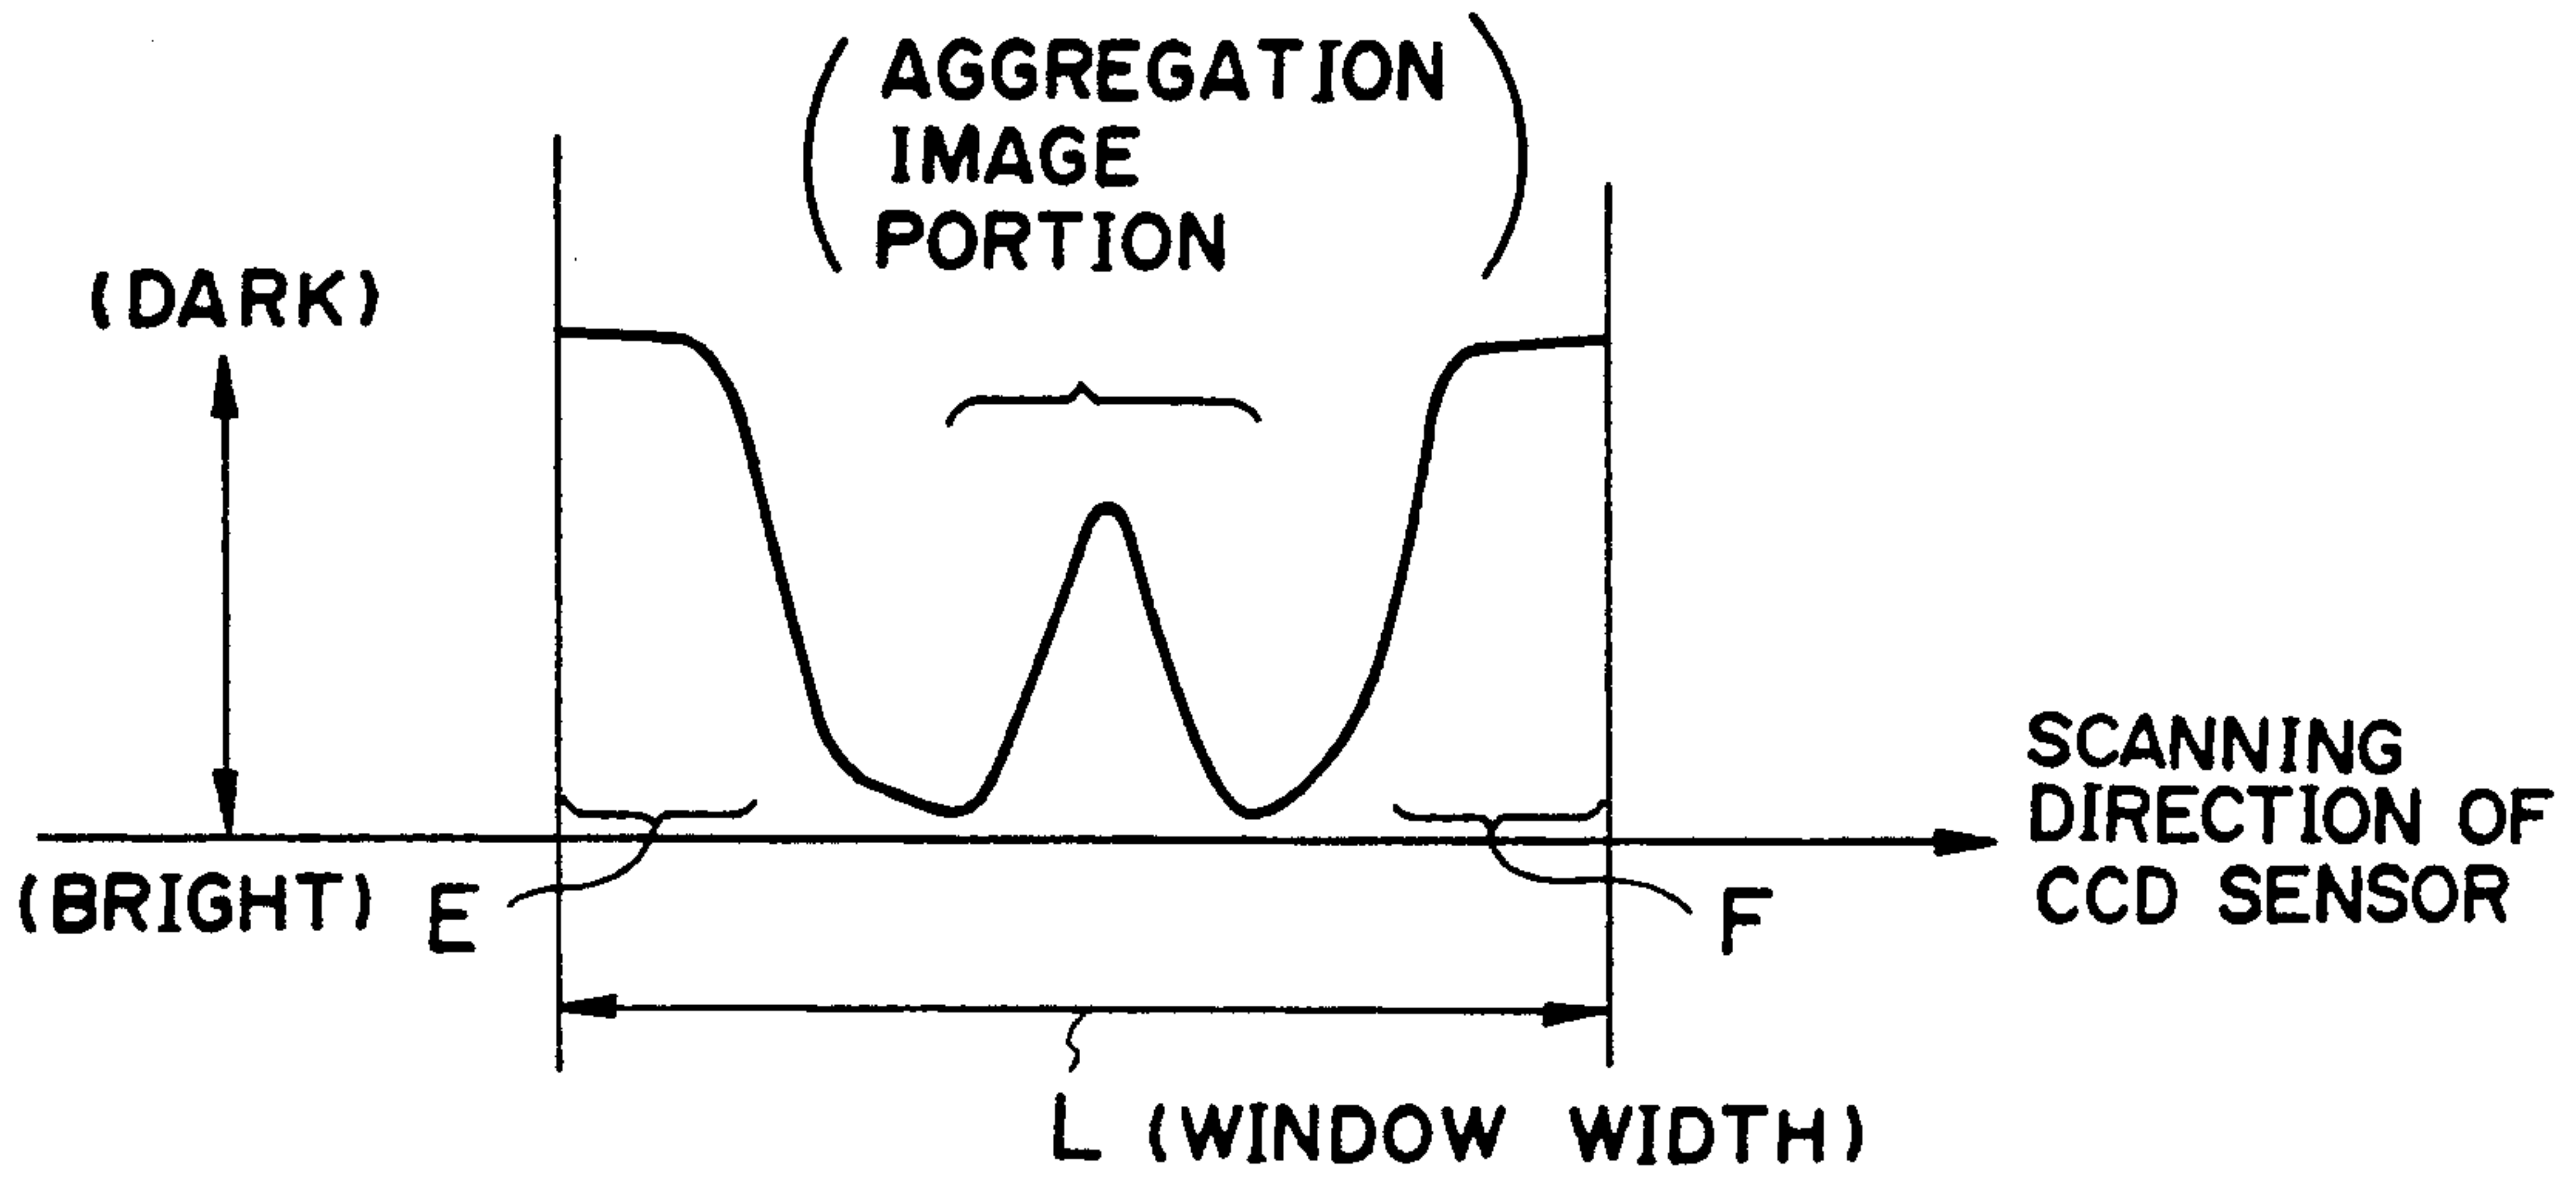 ( AGGREGATION
IMAGE
PORTION )
(DARK)
(BRIGHT)
E
F
SCANNING
DIRECTION OF
CCD SENSOR
L (WINDOW WIDTH)